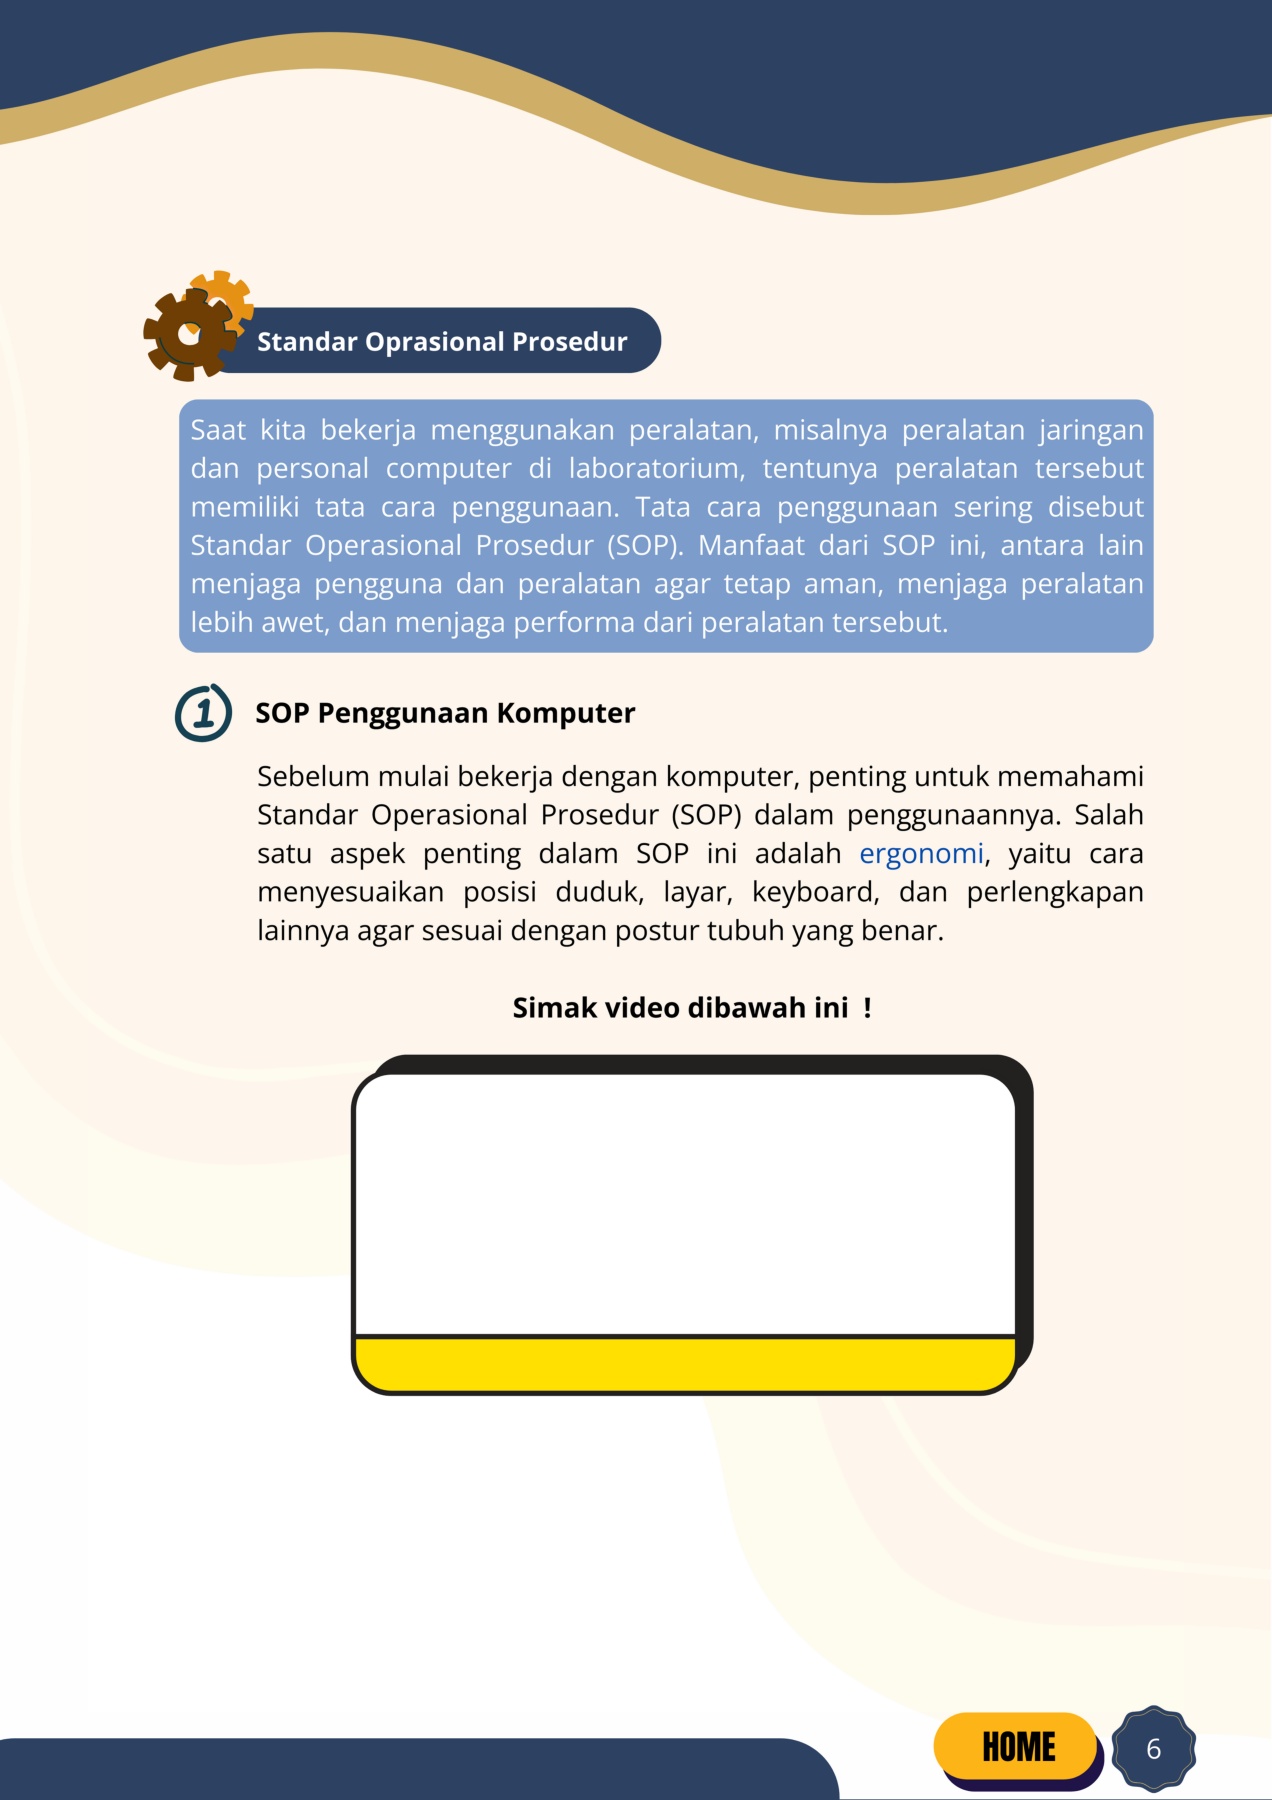 Standar Oprasional Prosedur
Saat kita bekerja menggunakan peralatan, misalnya peralatan jaringan
dan personal computer di laboratorium, tentunya peralatan tersebut
memiliki tata cara penggunaan. Tata cara penggunaan sering disebut
Standar Operasional Prosedur (SOP). Manfaat dari SOP ini, antara lain
menjaga pengguna dan peralatan agar tetap aman, menjaga peralatan
lebih awet, dan menjaga performa dari peralatan tersebut.
1 SOP Penggunaan Komputer
Sebelum mulai bekerja dengan komputer, penting untuk memahami
Standar Operasional Prosedur (SOP) dalam penggunaannya. Salah
satu aspek penting dalam SOP ini adalah ergonomi, yaitu cara
menyesuaikan posisi duduk, layar, keyboard, dan perlengkapan
lainnya agar sesuai dengan postur tubuh yang benar.
Simak video dibawah ini !
HOME 6